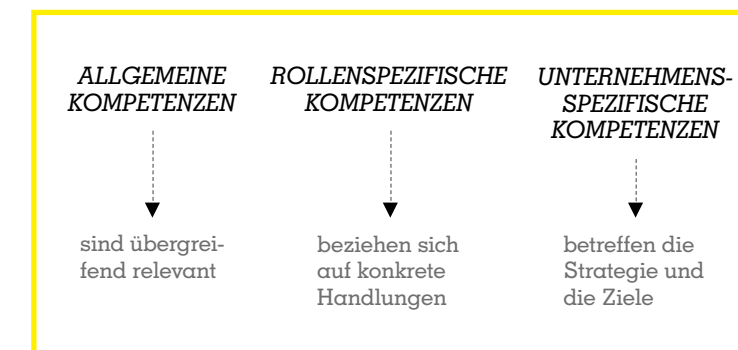 ALLGEMEINE
KOMPETENZEN
sind übergrei-
fend relevant
ROLLENSPEZIFISCHE
KOMPETENZEN
beziehen sich
auf konkrete
Handlungen
UNTERNEHMENS-
SPEZIFISCHE
KOMPETENZEN
betreffen die
Strategie und
die Ziele